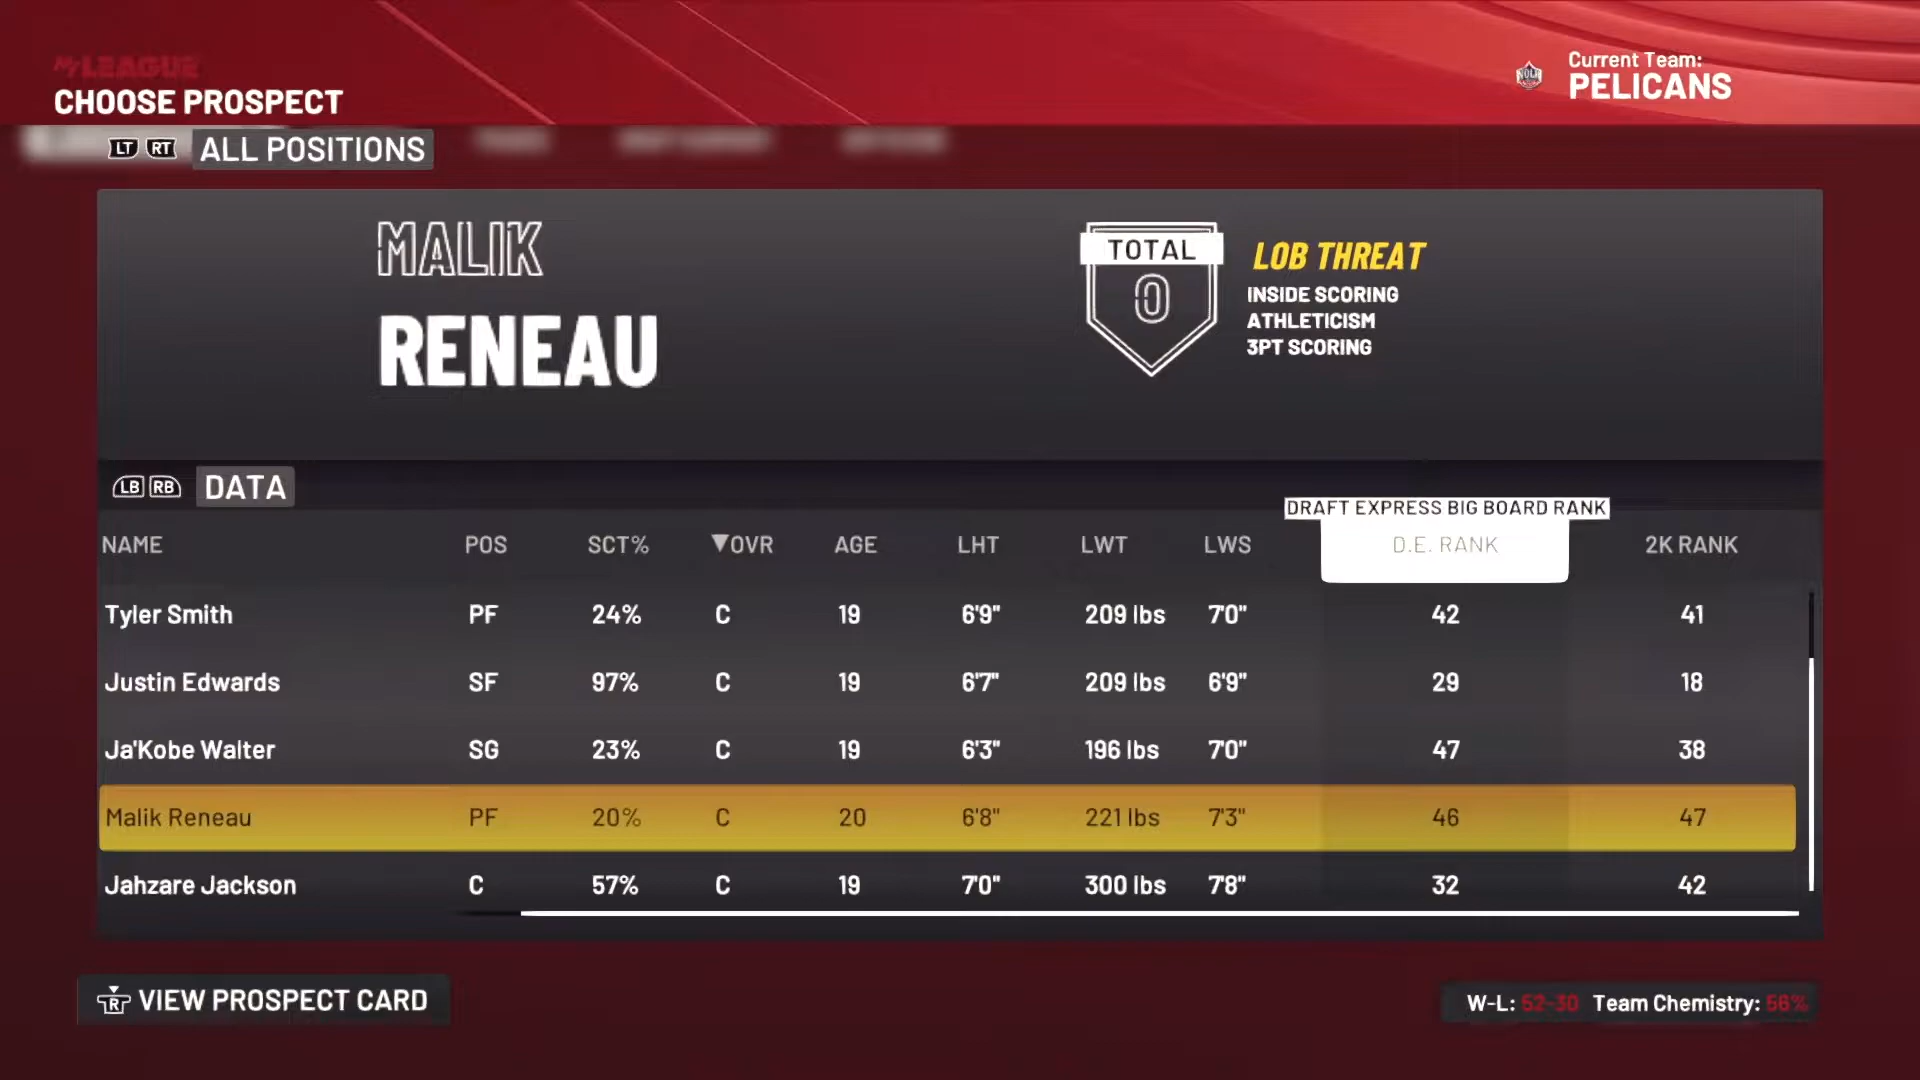 MyLEAGUE
CHOOSE PROSPECT
Current Team:
PELICANS
NOLA
LT RT ALL POSITIONS
MALIK
RENEAU
TOTAL
0
LOB THREAT
INSIDE SCORING
ATHLETICISM
3PT SCORING
LB RB DATA
DRAFT EXPRESS BIG BOARD RANK
NAME POS SCT% ▼OVR AGE LHT LWT LWS D.E. RANK 2K RANK
Tyler Smith PF 24% C 19 6'9" 209 lbs 7'0" 42 41
Justin Edwards SF 97% C 19 6'7" 209 lbs 6'9" 29 18
Ja'Kobe Walter SG 23% C 19 6'3" 196 lbs 7'0" 47 38
Malik Reneau PF 20% C 20 6'8" 221 lbs 7'3" 46 47
Jahzare Jackson C 57% C 19 7'0" 300 lbs 7'8" 32 42
R VIEW PROSPECT CARD
W-L: 52-30 Team Chemistry: 56%